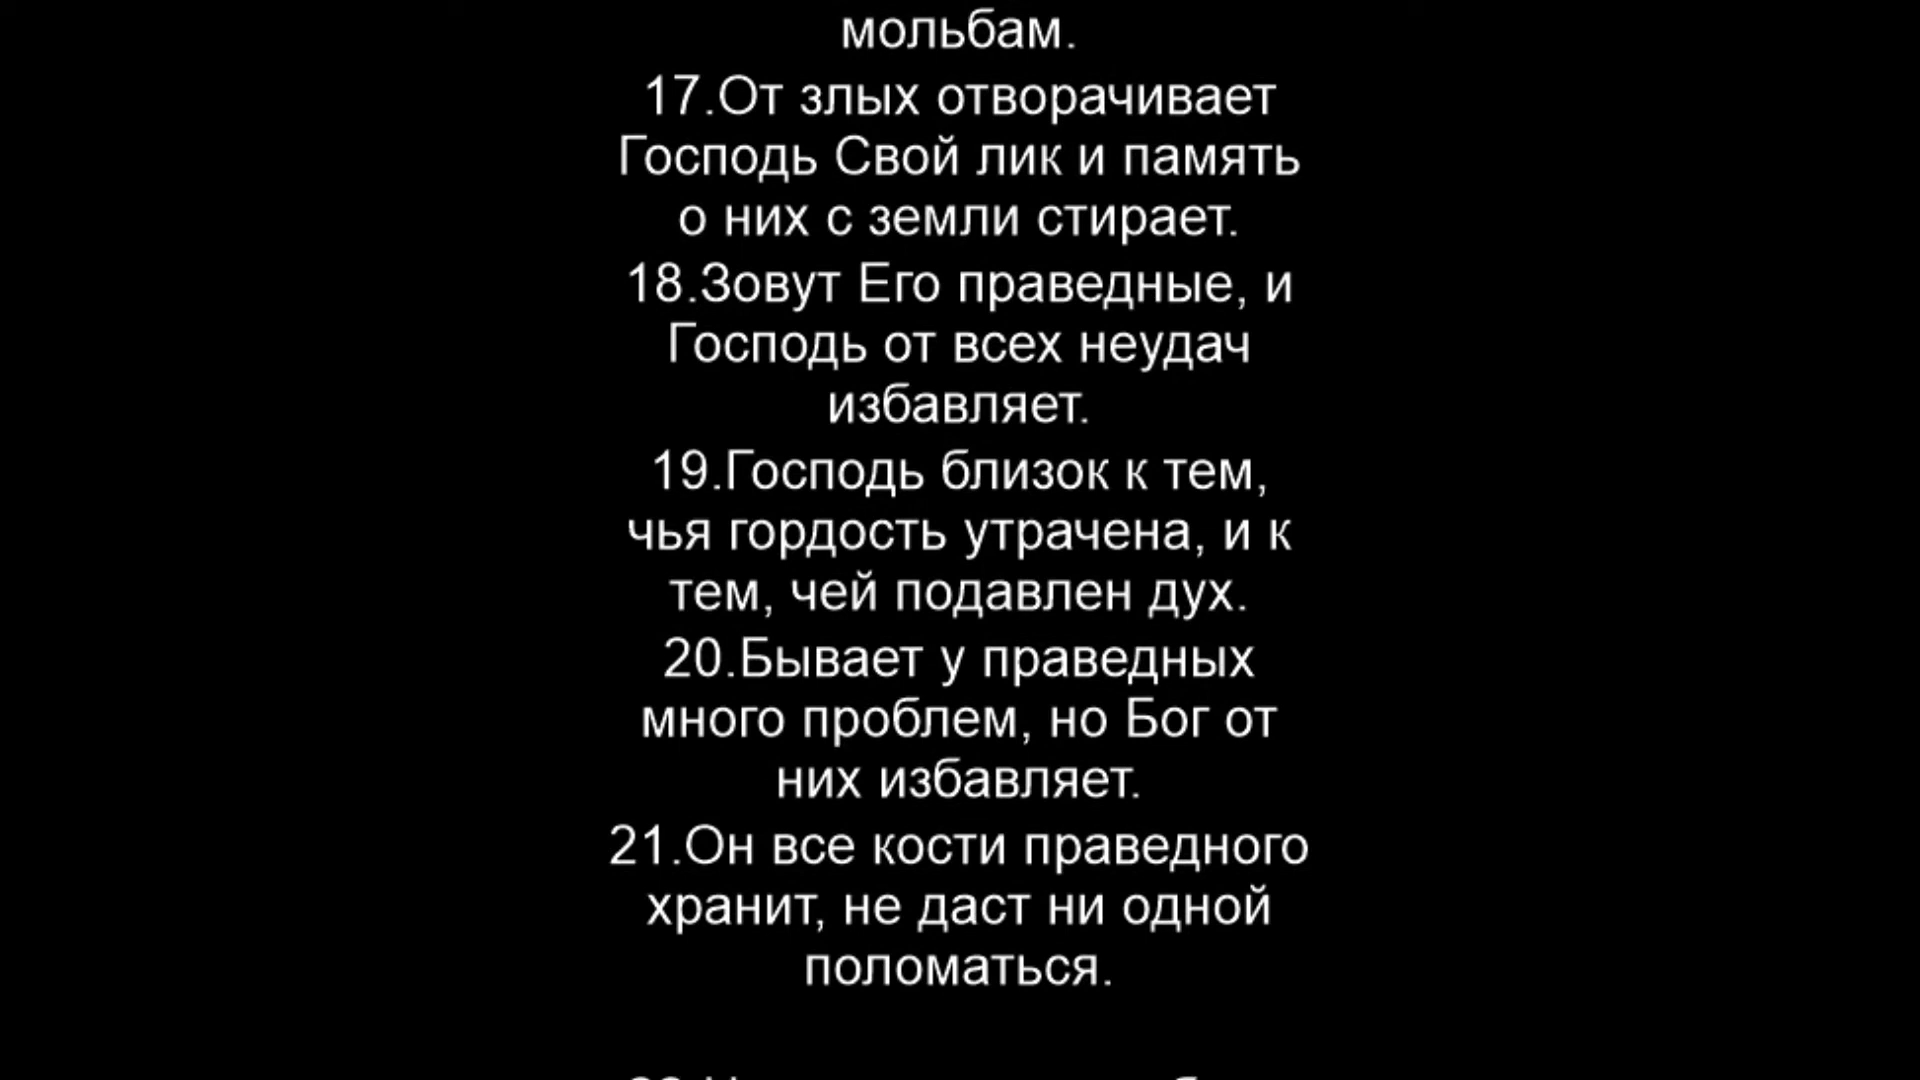 мольбам.
17.От злых отворачивает
Господь Свой лик и память
о них с земли стирает.
18.Зовут Его праведные, и
Господь от всех неудач
избавляет.
19.Господь близок к тем,
чья гордость утрачена, и к
тем, чей подавлен дух.
20.Бывает у праведных
много проблем, но Бог от
них избавляет.
21.Он все кости праведного
хранит, не даст ни одной
поломаться.